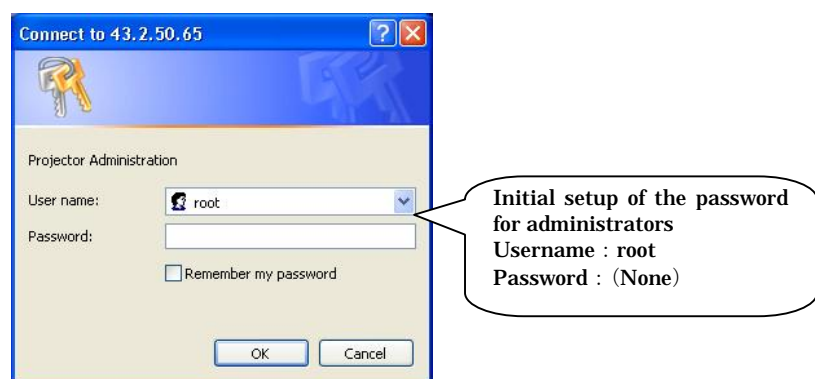 Connect to 43.2.50.65
Projector Administration
User name:
root
Password:
Remember my password
OK
Cancel
Initial setup of the password
for administrators
Username : root
Password : (None)